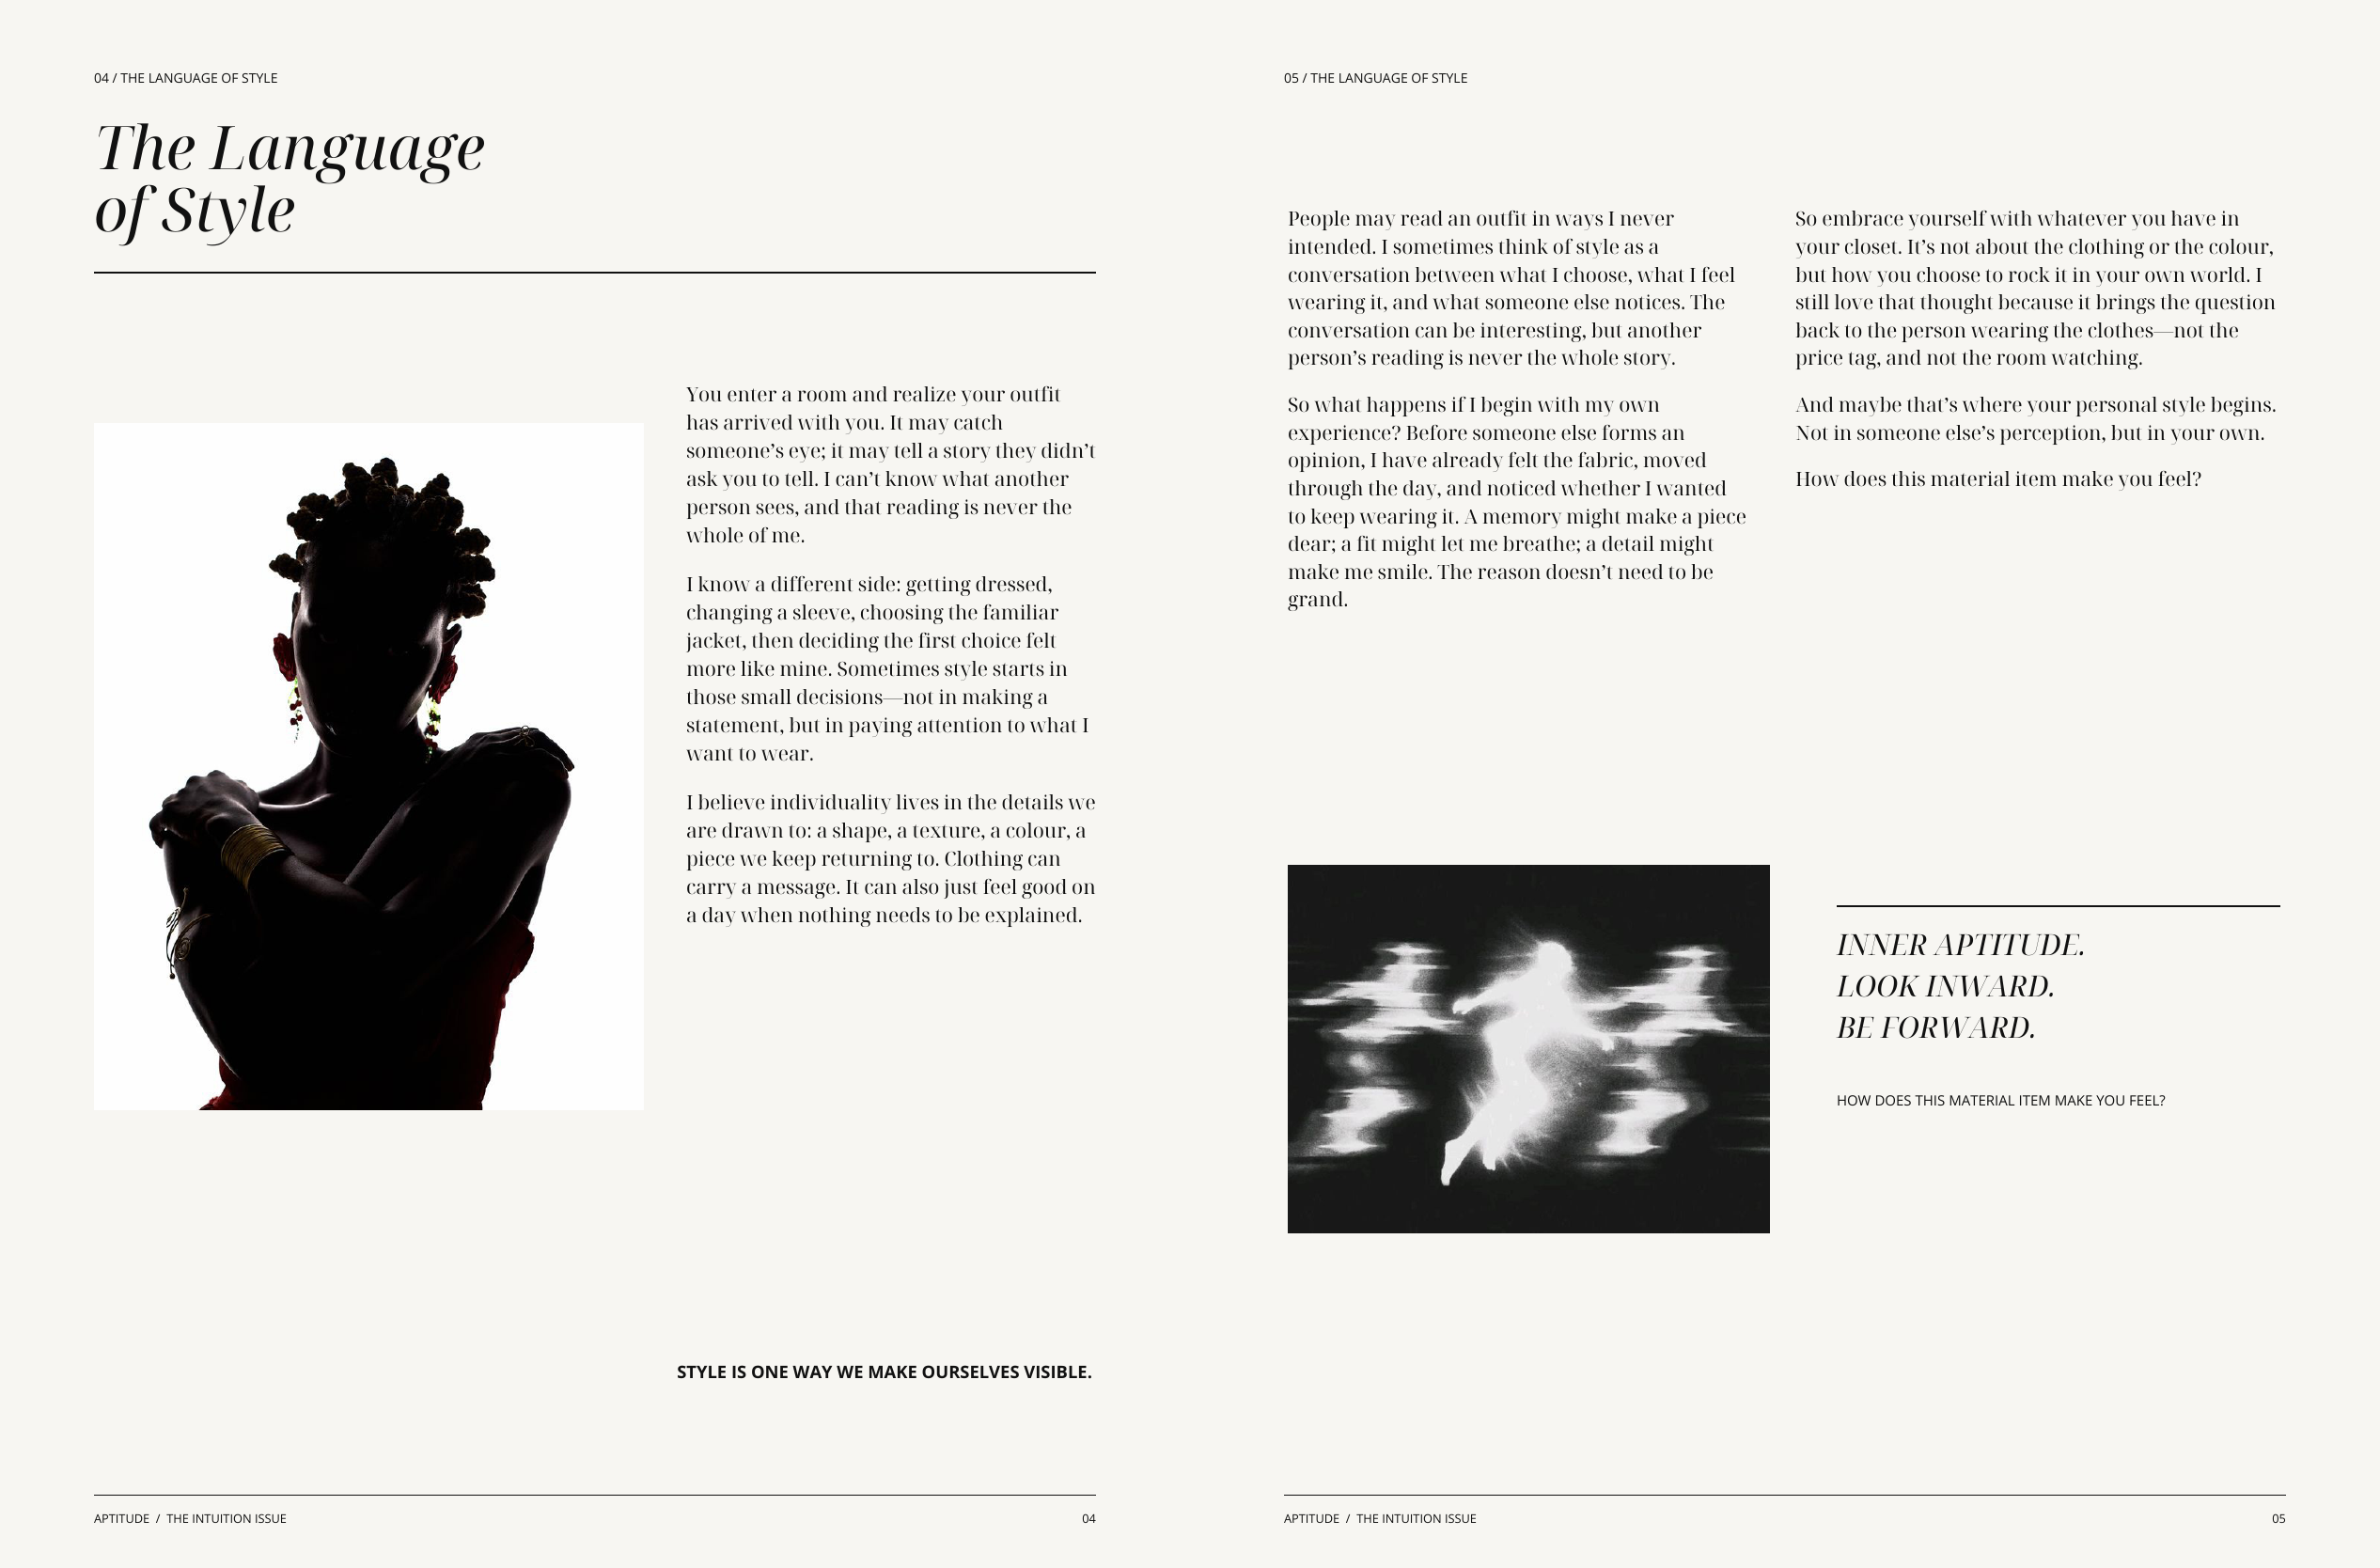 04 / THE LANGUAGE OF STYLE
The Language
of Style
You enter a room and realize your outfit
has arrived with you. It may catch
someone’s eye; it may tell a story they didn’t
ask you to tell. I can’t know what another
person sees, and that reading is never the
whole of me.
I know a different side: getting dressed,
changing a sleeve, choosing the familiar
jacket, then deciding the first choice felt
more like mine. Sometimes style starts in
those small decisions—not in making a
statement, but in paying attention to what I
want to wear.
I believe individuality lives in the details we
are drawn to: a shape, a texture, a colour, a
piece we keep returning to. Clothing can
carry a message. It can also just feel good on
a day when nothing needs to be explained.
STYLE IS ONE WAY WE MAKE OURSELVES VISIBLE.
APTITUDE / THE INTUITION ISSUE
04
05 / THE LANGUAGE OF STYLE
People may read an outfit in ways I never
intended. I sometimes think of style as a
conversation between what I choose, what I feel
wearing it, and what someone else notices. The
conversation can be interesting, but another
person’s reading is never the whole story.
So what happens if I begin with my own
experience? Before someone else forms an
opinion, I have already felt the fabric, moved
through the day, and noticed whether I wanted
to keep wearing it. A memory might make a piece
dear; a fit might let me breathe; a detail might
make me smile. The reason doesn’t need to be
grand.
So embrace yourself with whatever you have in
your closet. It’s not about the clothing or the colour,
but how you choose to rock it in your own world. I
still love that thought because it brings the question
back to the person wearing the clothes—not the
price tag, and not the room watching.
And maybe that’s where your personal style begins.
Not in someone else’s perception, but in your own.
How does this material item make you feel?
INNER APTITUDE.
LOOK INWARD.
BE FORWARD.
HOW DOES THIS MATERIAL ITEM MAKE YOU FEEL?
APTITUDE / THE INTUITION ISSUE
05